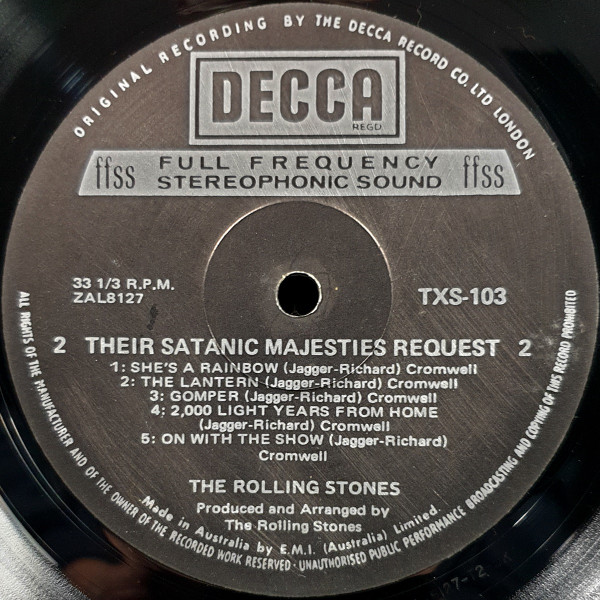 ORIGINAL RECORDING BY THE DECCA RECORD CO. LTD LONDON
DECCA
REGD
ffss FULL FREQUENCY STEREOPHONIC SOUND ffss
33 1/3 R.P.M.
ZAL8127
TXS-103
2 THEIR SATANIC MAJESTIES REQUEST 2
1: SHE'S A RAINBOW (Jagger-Richard) Cromwell
2: THE LANTERN (Jagger-Richard) Cromwell
3: GOMPER (Jagger-Richard) Cromwell
4: 2,000 LIGHT YEARS FROM HOME
(Jagger-Richard) Cromwell
5: ON WITH THE SHOW (Jagger-Richard)
Cromwell
THE ROLLING STONES
Produced and Arranged by
The Rolling Stones
Made in Australia by E.M.I. (Australia) Limited.
ALL RIGHTS OF THE MANUFACTURER AND OF THE OWNER OF THE RECORDED WORK RESERVED · UNAUTHORISED PUBLIC PERFORMANCE BROADCASTING AND COPYING OF THIS RECORD PROHIBITED